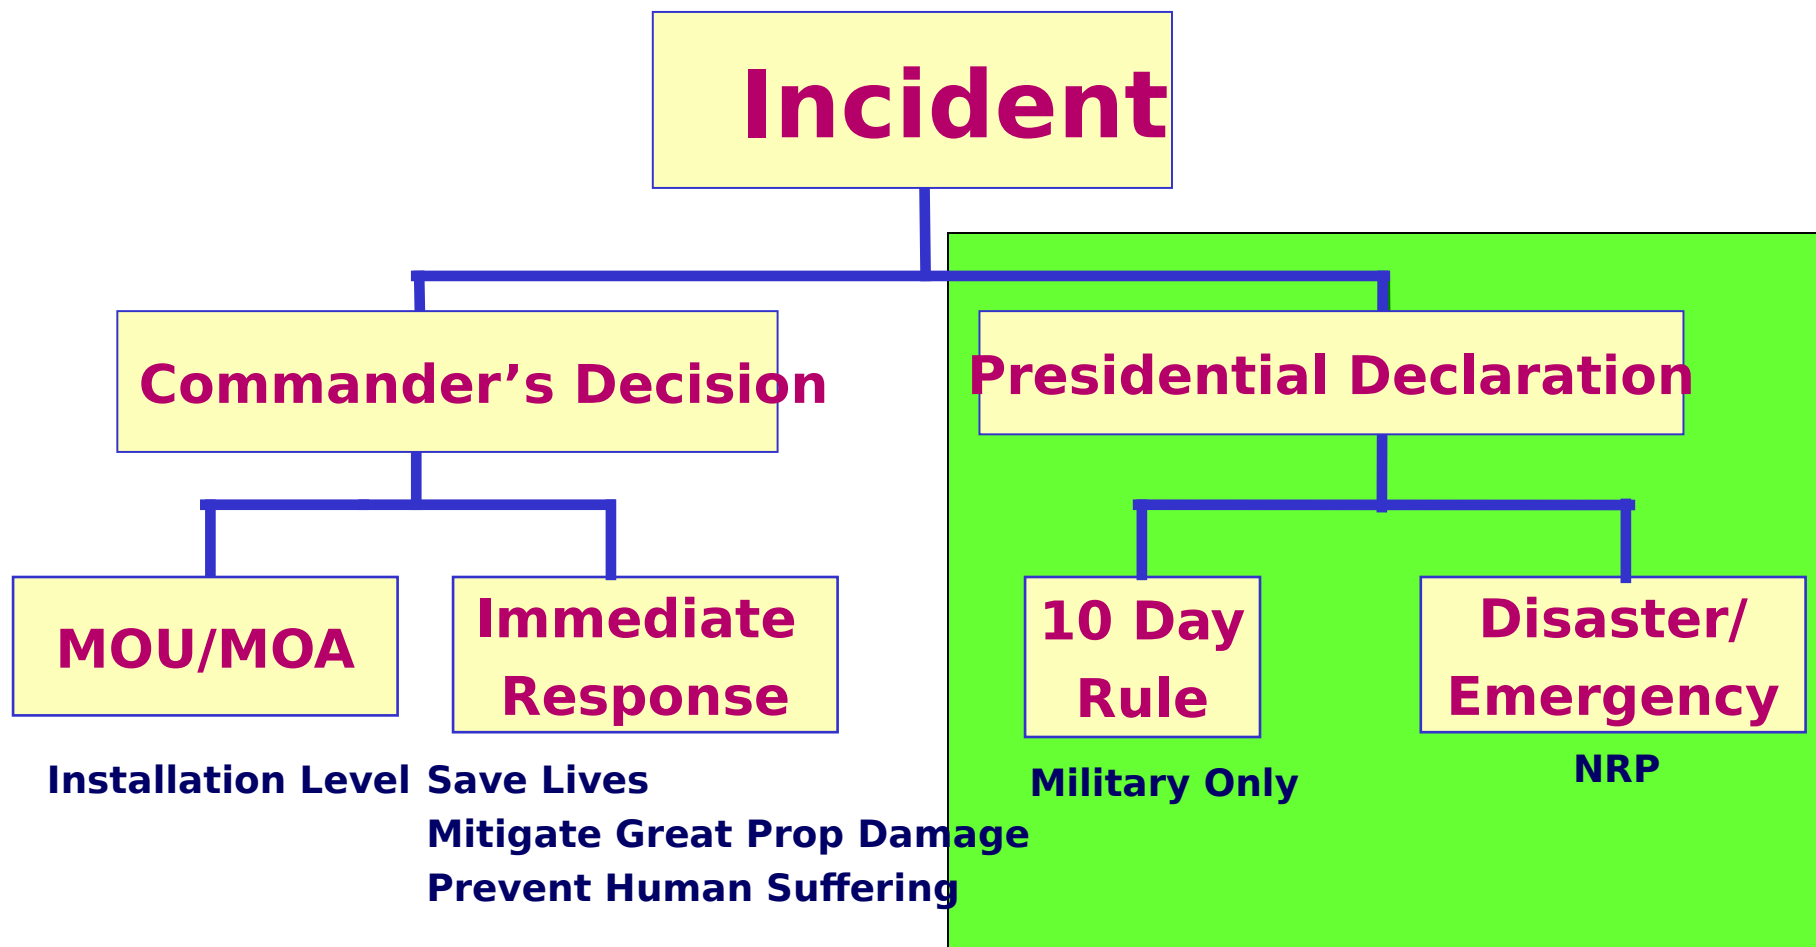 Incident
Commander’s Decision
Presidential Declaration
MOU/MOA
Immediate
Response
10 Day
Rule
Disaster/
Emergency
Installation Level
Save Lives
Mitigate Great Prop Damage
Prevent Human Suffering
Military Only
NRP